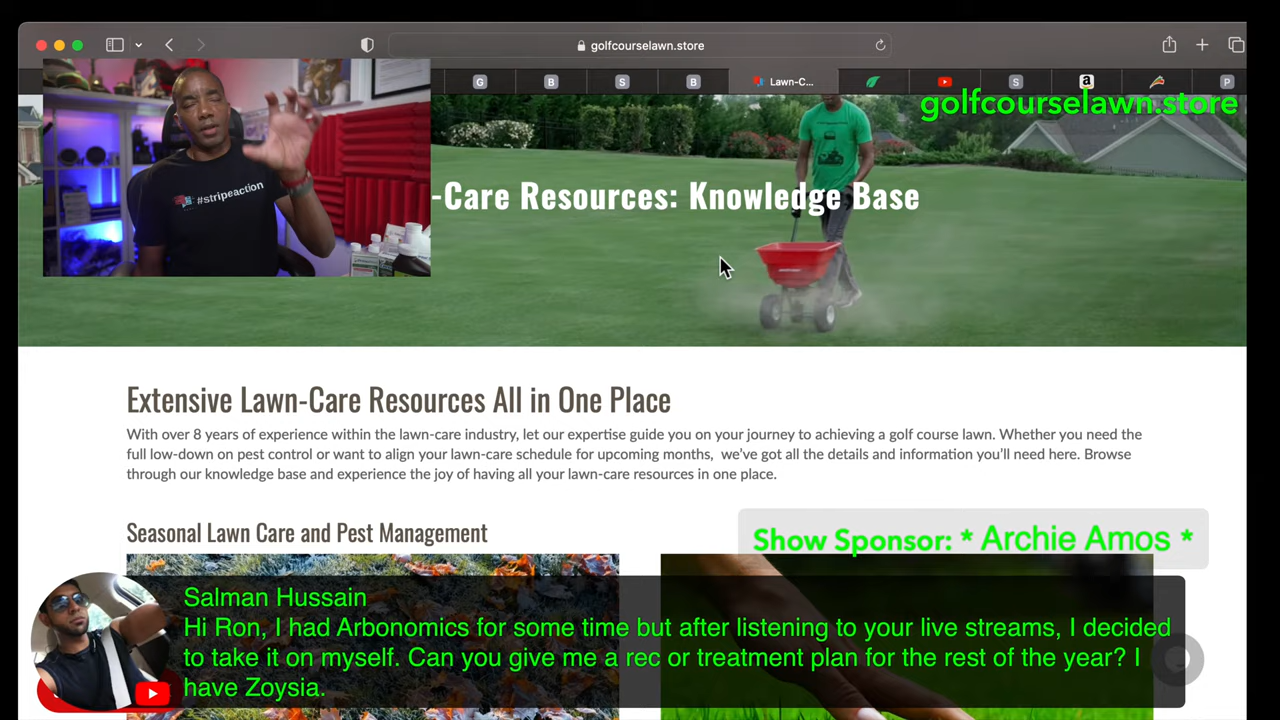 golfcourselawn.store
G
B
S
B
Lawn-C...
S
a
P
golfcourselawn.store
#stripeaction
-Care Resources: Knowledge Base
Extensive Lawn-Care Resources All in One Place
With over 8 years of experience within the lawn-care industry, let our expertise guide you on your journey to achieving a golf course lawn. Whether you need the
full low-down on pest control or want to align your lawn-care schedule for upcoming months, we've got all the details and information you'll need here. Browse
through our knowledge base and experience the joy of having all your lawn-care resources in one place.
Seasonal Lawn Care and Pest Management
Show Sponsor: * Archie Amos *
Salman Hussain
Hi Ron, I had Arbonomics for some time but after listening to your live streams, I decided
to take it on myself. Can you give me a rec or treatment plan for the rest of the year? I
have Zoysia.